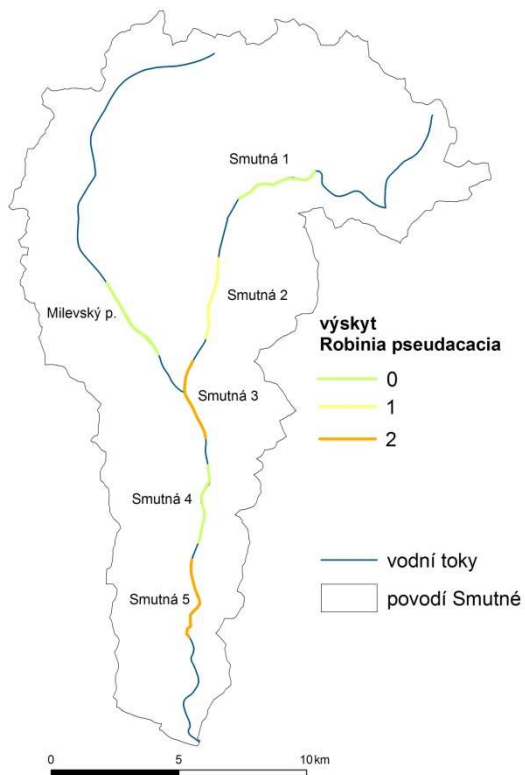 Smutná 1
Smutná 2
Milevský p.
Smutná 3
Smutná 4
Smutná 5
výskyt
Robinia pseudacacia
0
1
2
vodní toky
povodí Smutné
0 5 10 km